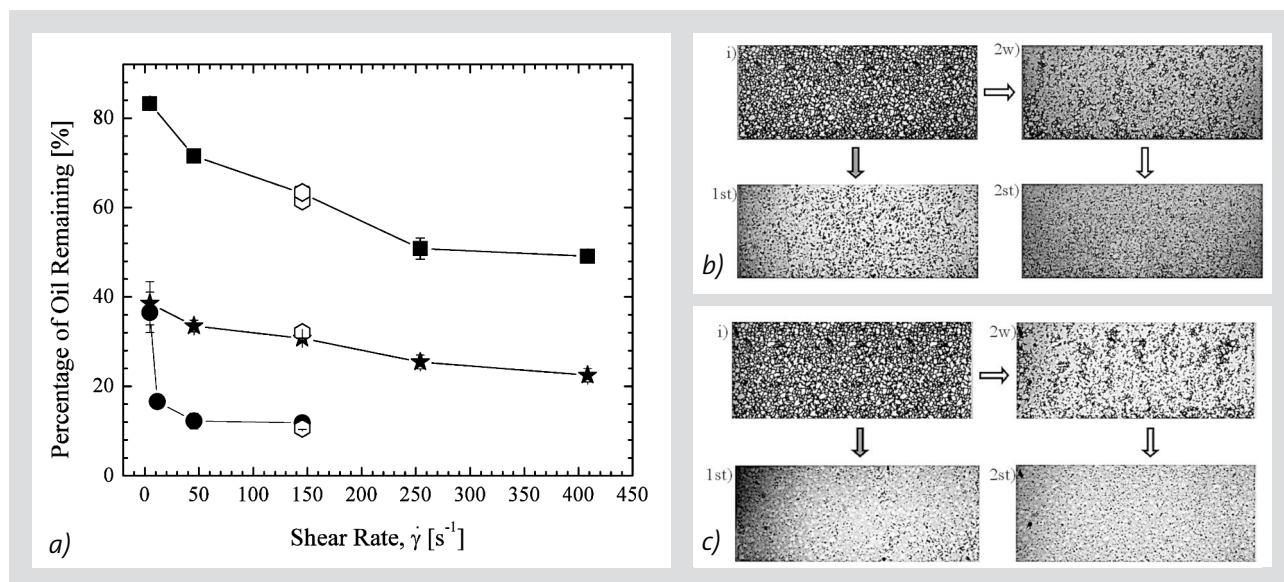 80
60
40
20
0
0 50 100 150 200 250 300 350 400 450
Percentage of Oil Remaining [%]
Shear Rate, γ̇ [s⁻¹]
a)
i)
2w)
1st)
2st)
b)
i)
2w)
1st)
2st)
c)